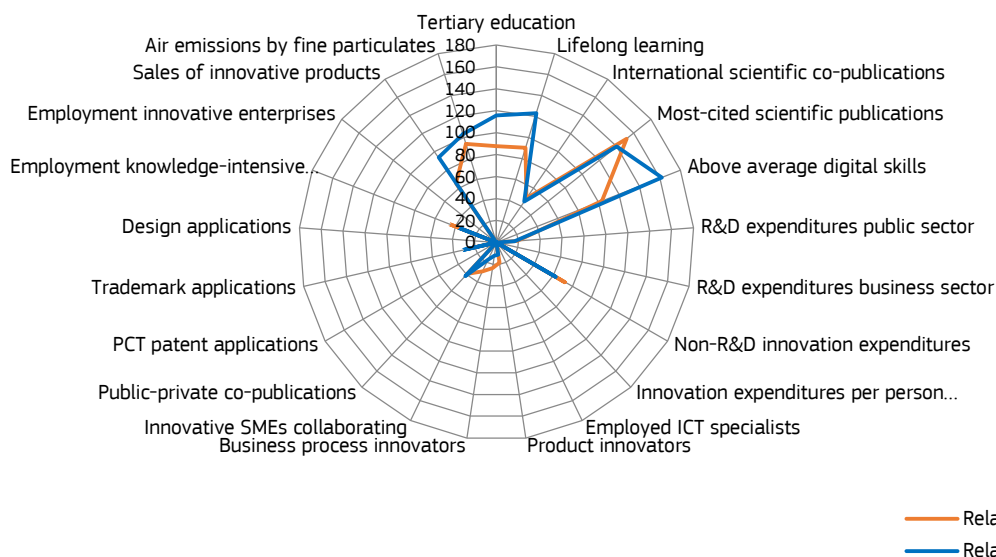 Tertiary education
Lifelong learning
International scientific co-publications
Most-cited scientific publications
Above average digital skills
R&D expenditures public sector
R&D expenditures business sector
Non-R&D innovation expenditures
Innovation expenditures per person...
Employed ICT specialists
Product innovators
Business process innovators
Innovative SMEs collaborating
Public-private co-publications
PCT patent applications
Trademark applications
Design applications
Employment knowledge-intensive...
Employment innovative enterprises
Sales of innovative products
Air emissions by fine particulates
180
160
140
120
100
80
60
40
20
0
Rela
Rela